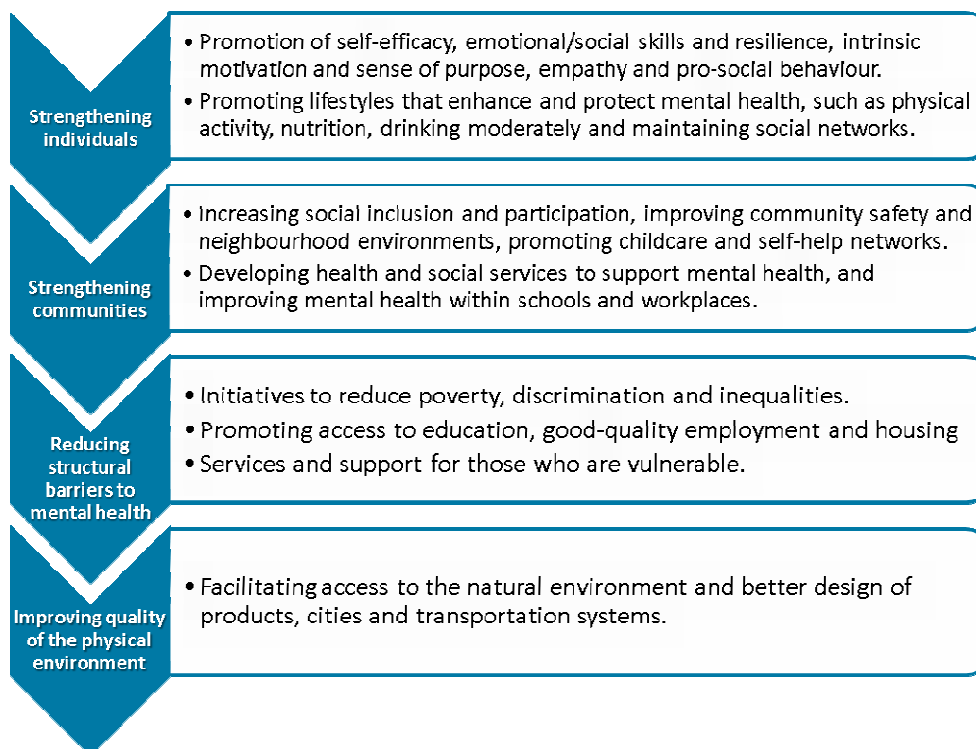 Strengthening
individuals
• Promotion of self-efficacy, emotional/social skills and resilience, intrinsic
motivation and sense of purpose, empathy and pro-social behaviour.
• Promoting lifestyles that enhance and protect mental health, such as physical
activity, nutrition, drinking moderately and maintaining social networks.
Strengthening
communities
• Increasing social inclusion and participation, improving community safety and
neighbourhood environments, promoting childcare and self-help networks.
• Developing health and social services to support mental health, and
improving mental health within schools and workplaces.
Reducing
structural
barriers to
mental health
• Initiatives to reduce poverty, discrimination and inequalities.
• Promoting access to education, good-quality employment and housing
• Services and support for those who are vulnerable.
Improving quality
of the physical
environment
• Facilitating access to the natural environment and better design of
products, cities and transportation systems.